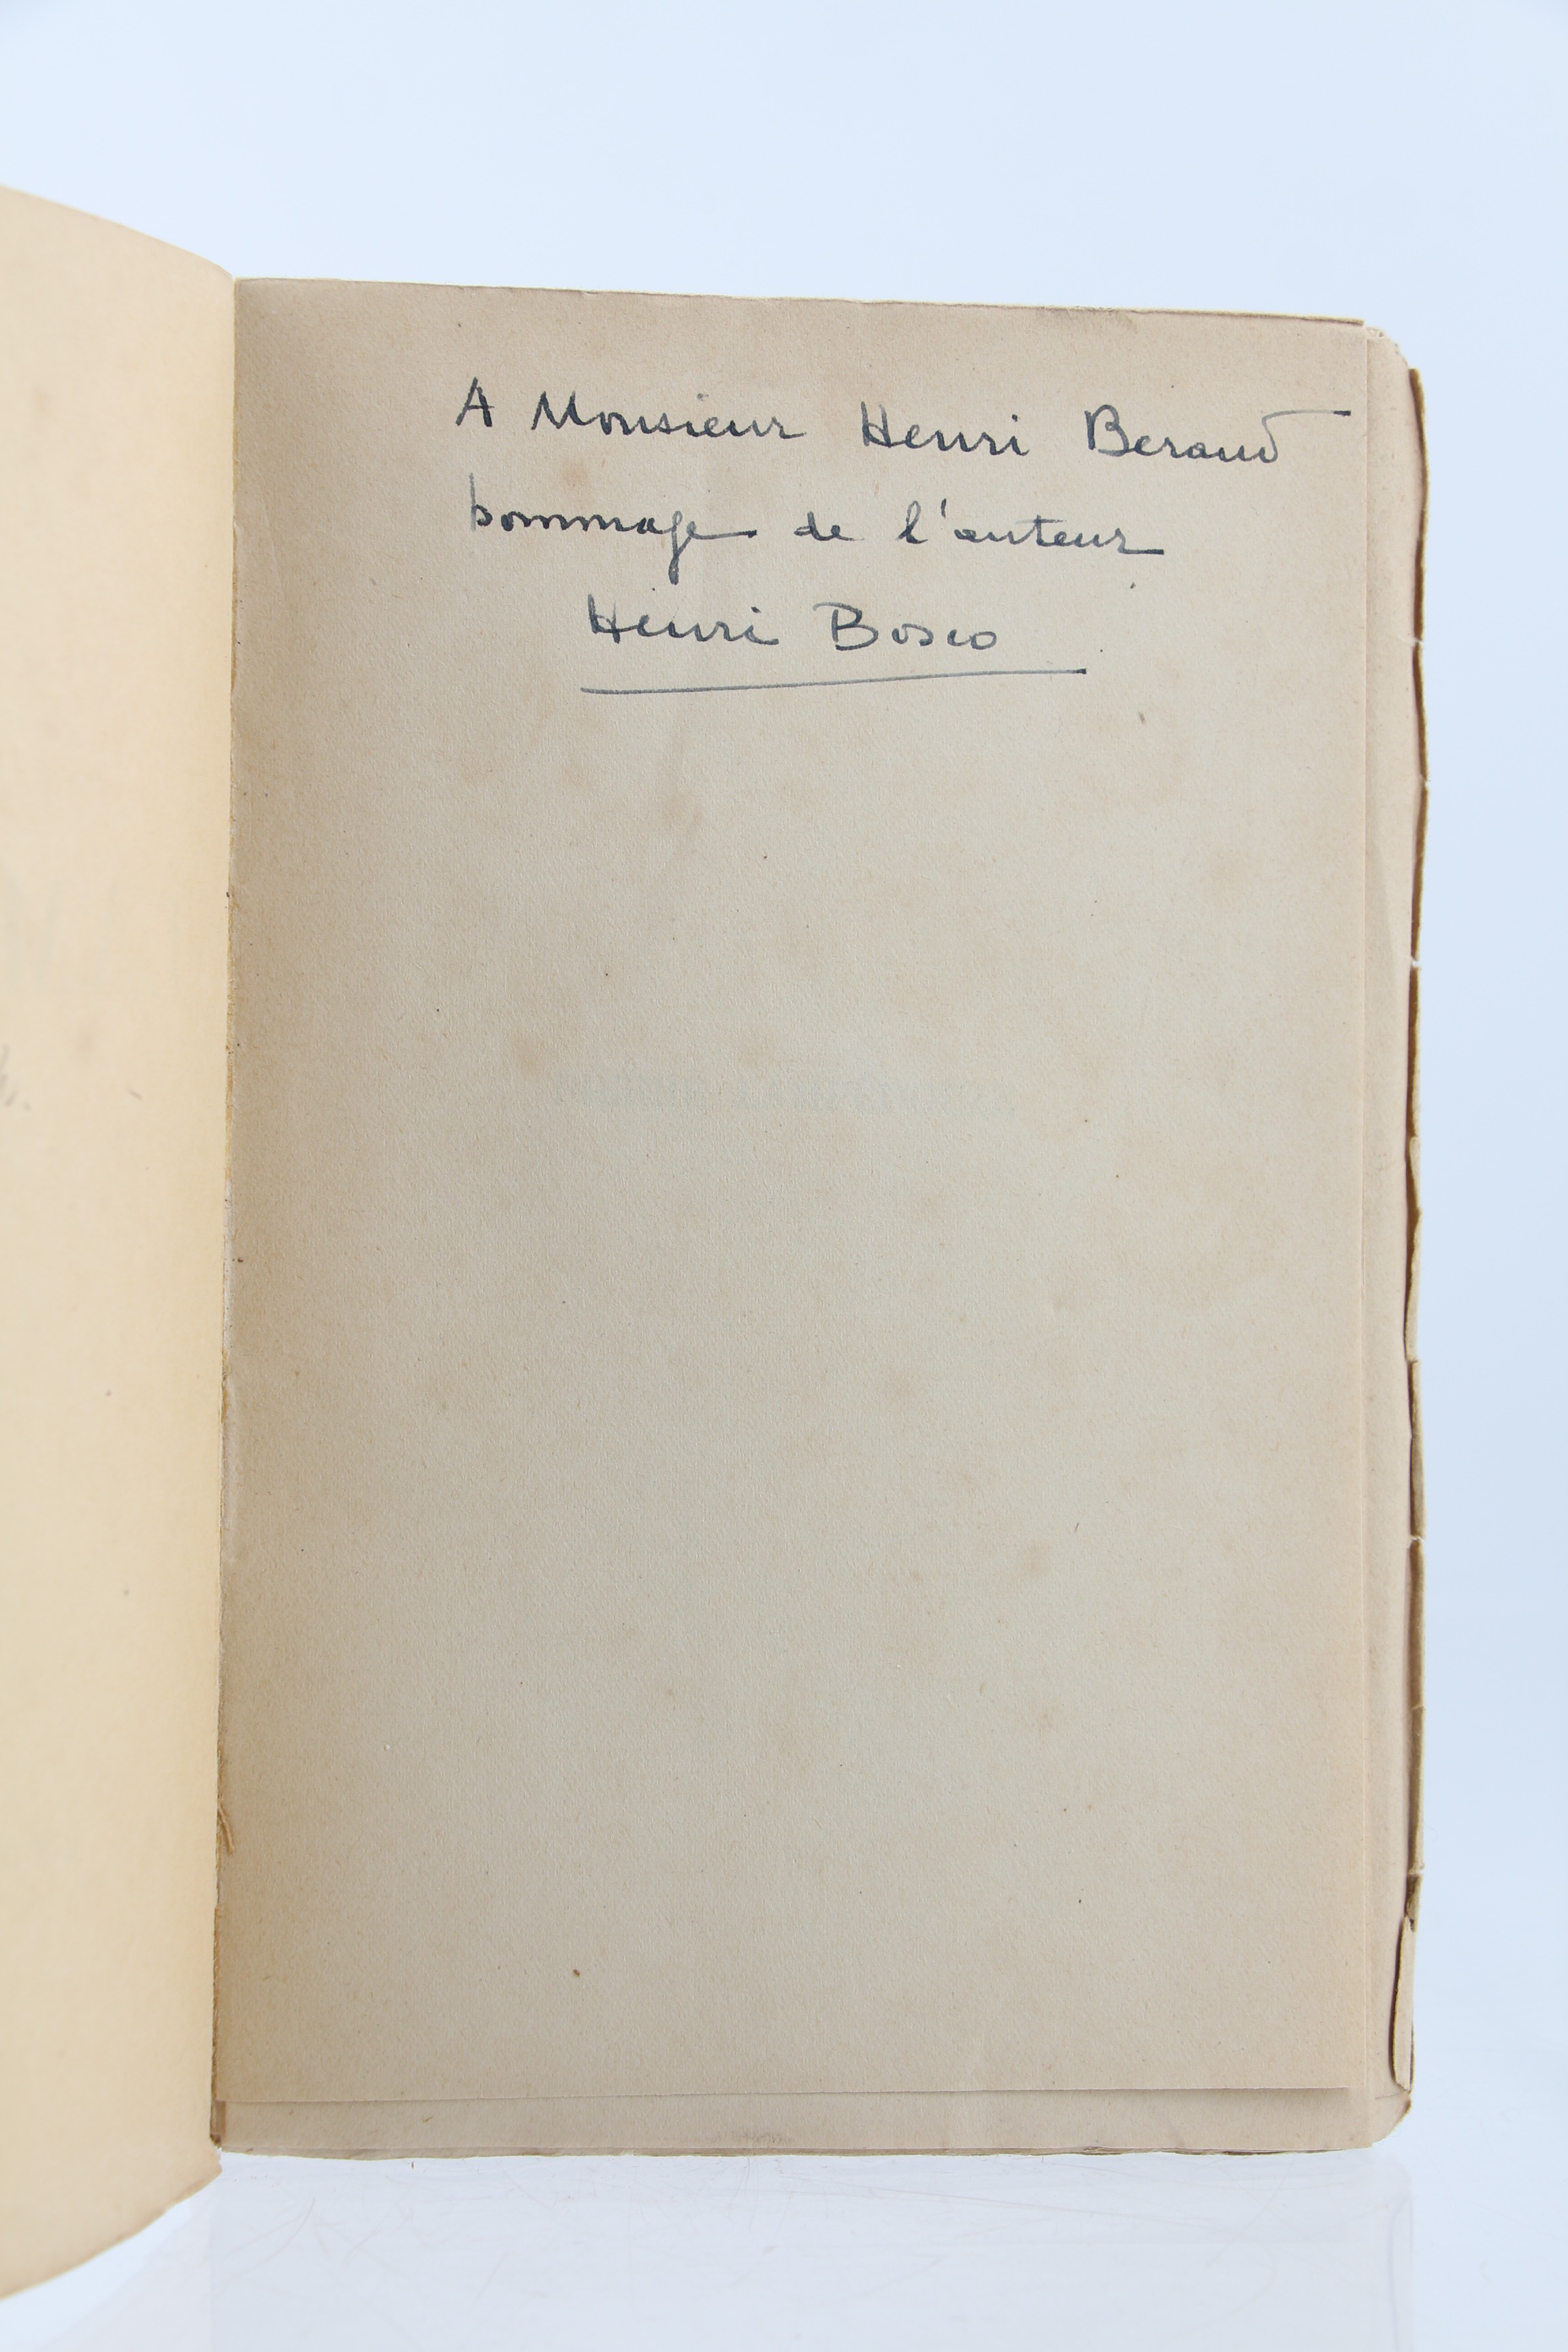 A Monsieur Henri Beraud
hommage de l'auteur
Henri Bosco